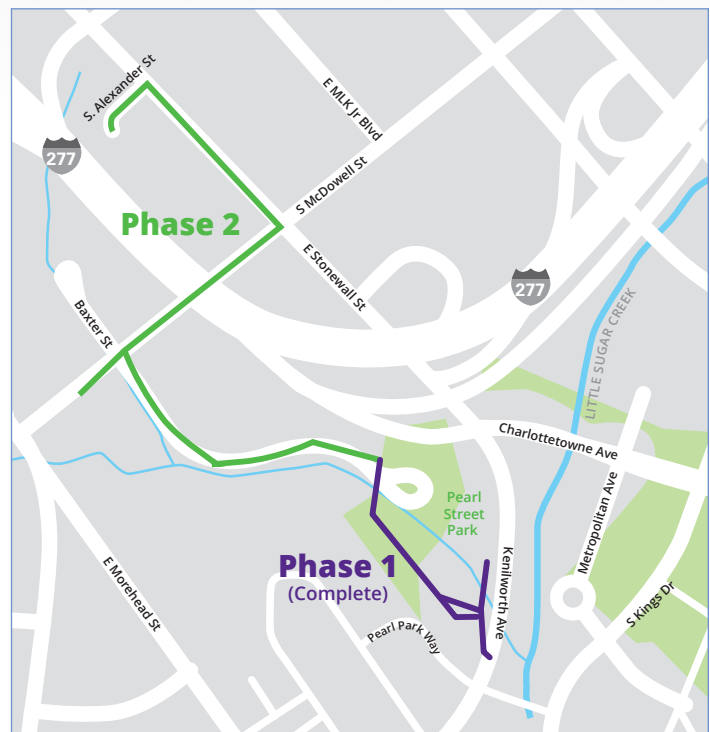 S. Alexander St
E MLK Jr Blvd
277
S McDowell St
Phase 2
E Stonewall St
277
Baxter St
LITTLE SUGAR CREEK
Charlottetowne Ave
Metropolitan Ave
Pearl
Street
Park
Phase 1
(Complete)
Kenilworth Ave
E Morehead St
S Kings Dr
Pearl Park Way